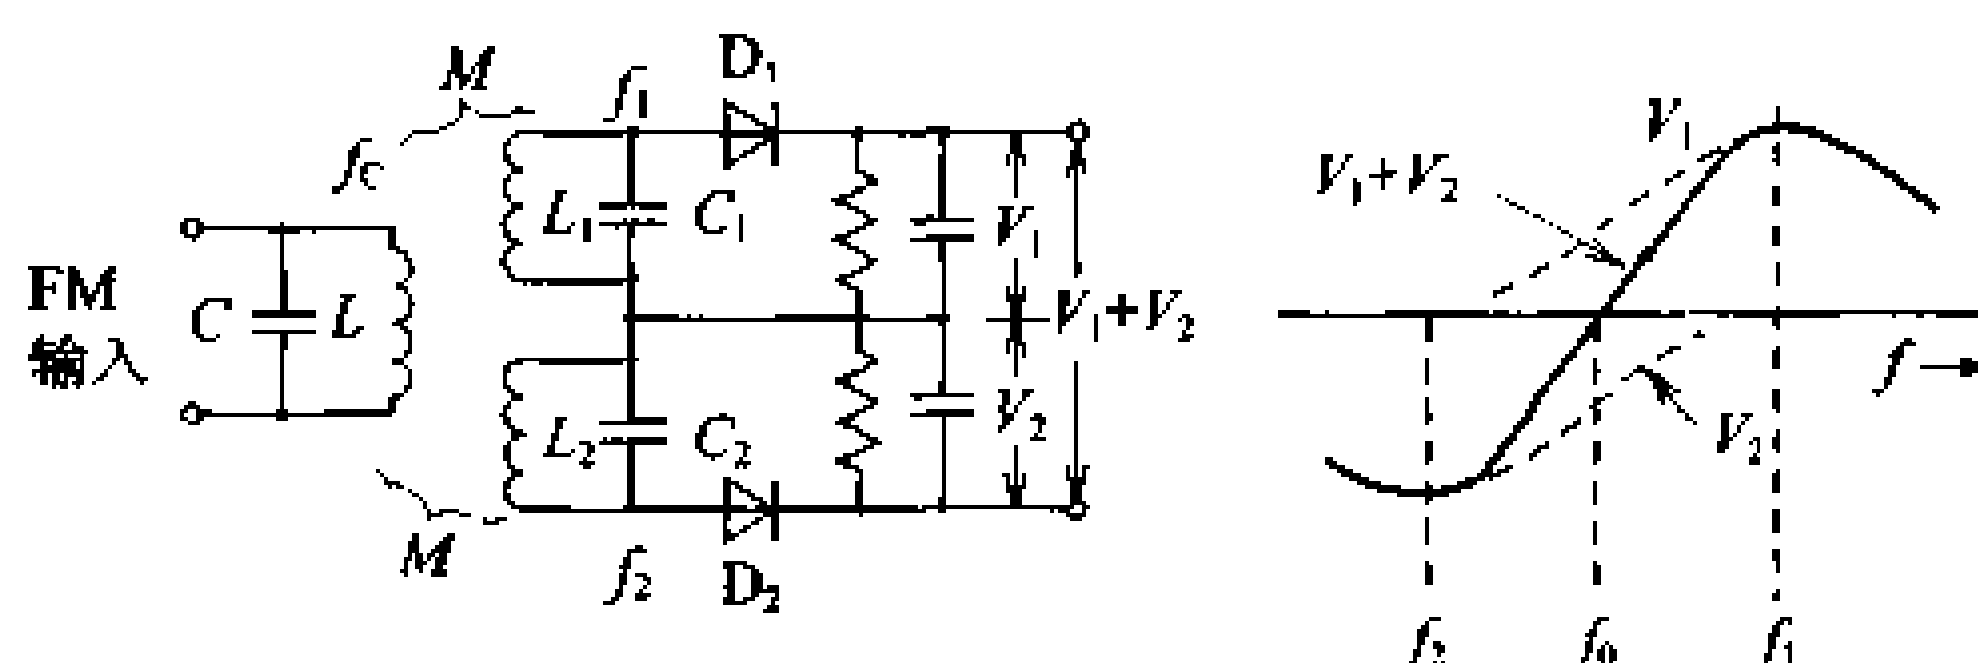 M
f₁
D₁
f_C
L₁
C₁
V₁
FM
输入
C
L
V₁+V₂
L₂
C₂
V₂
M
f₂
D₂
V₁
V₁+V₂
f
V₂
f₂
f₀
f₁